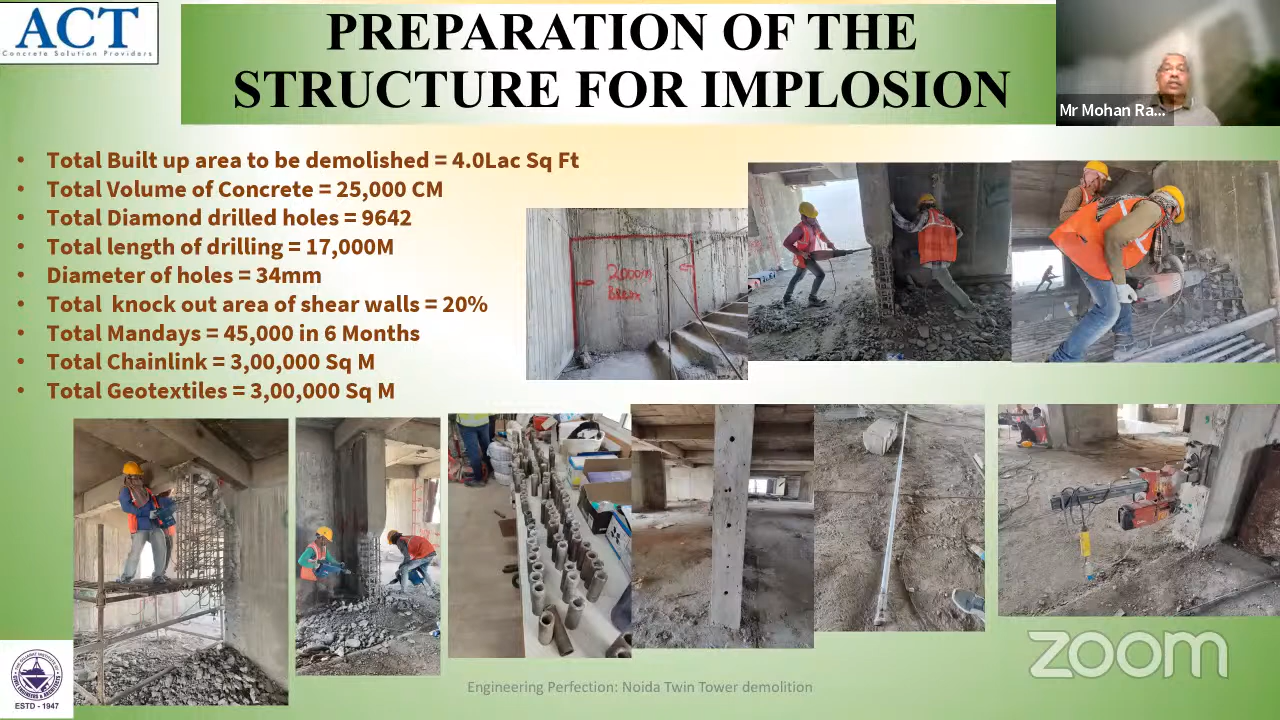 ACT
Concrete Solution Providers
PREPARATION OF THE
STRUCTURE FOR IMPLOSION
Mr Mohan Ra...
• Total Built up area to be demolished = 4.0Lac Sq Ft
• Total Volume of Concrete = 25,000 CM
• Total Diamond drilled holes = 9642
• Total length of drilling = 17,000M
• Diameter of holes = 34mm
• Total knock out area of shear walls = 20%
• Total Mandays = 45,000 in 6 Months
• Total Chainlink = 3,00,000 Sq M
• Total Geotextiles = 3,00,000 Sq M
Break
zoom
Engineering Perfection: Noida Twin Tower demolition
ESTD - 1947